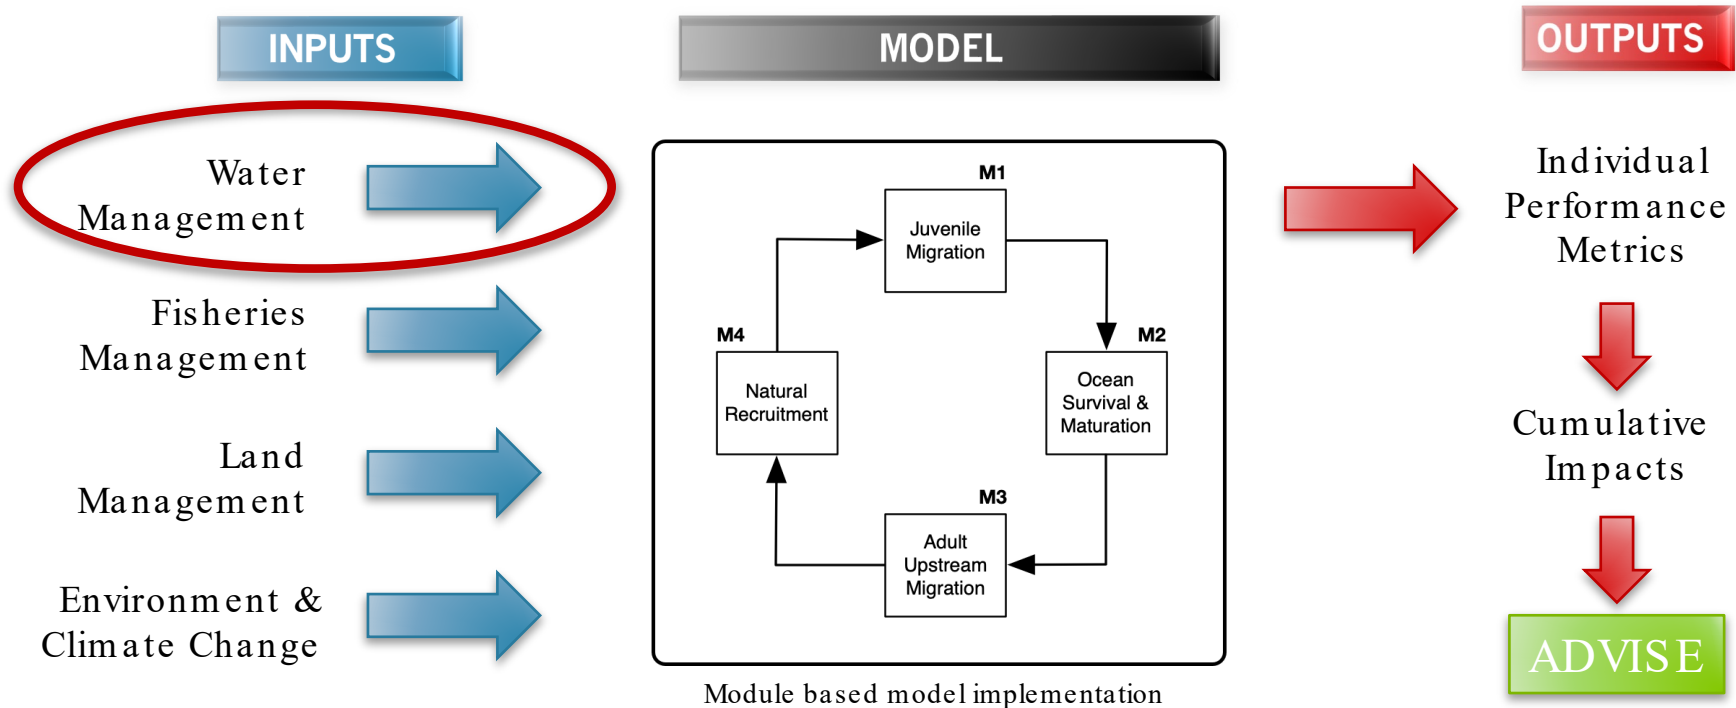 INPUTS
MODEL
OUTPUTS
Water
Management
Fisheries
Management
Land
Management
Environment &
Climate Change
M1
Juvenile
Migration
M2
Ocean
Survival &
Maturation
M3
Adult
Upstream
Migration
M4
Natural
Recruitment
Module based model implementation
Individual
Performance
Metrics
Cumulative
Impacts
ADVISE